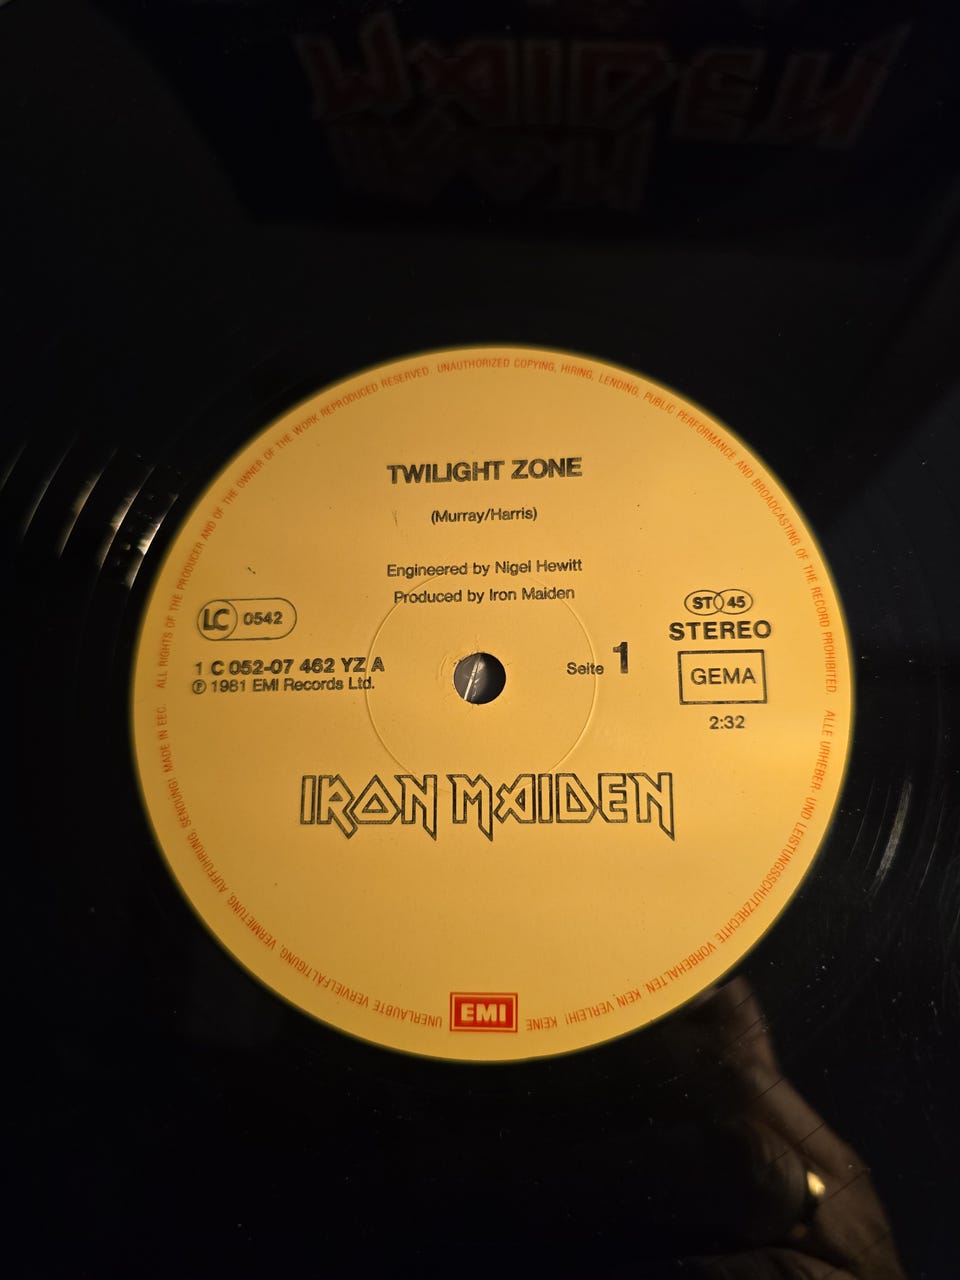 MAIDEN
ALL RIGHTS OF THE PRODUCER AND OF THE OWNER OF THE WORK REPRODUCED RESERVED. UNAUTHORIZED COPYING, HIRING, LENDING, PUBLIC PERFORMANCE AND BROADCASTING OF THE RECORD PROHIBITED.
TWILIGHT ZONE
(Murray/Harris)
Engineered by Nigel Hewitt
Produced by Iron Maiden
LC 0542
ST 45
STEREO
1 C 052-07 462 YZ A
℗ 1981 EMI Records Ltd.
Seite 1
GEMA
2:32
IRON MAIDEN
ALLE URHEBER- UND LEISTUNGSSCHUTZRECHTE VORBEHALTEN. KEIN VERLEIH! KEINE
UNERLAUBTE VERVIELFÄLTIGUNG, VERMIETUNG, AUFFÜHRUNG, SENDUNG! MADE IN EEC.
EMI